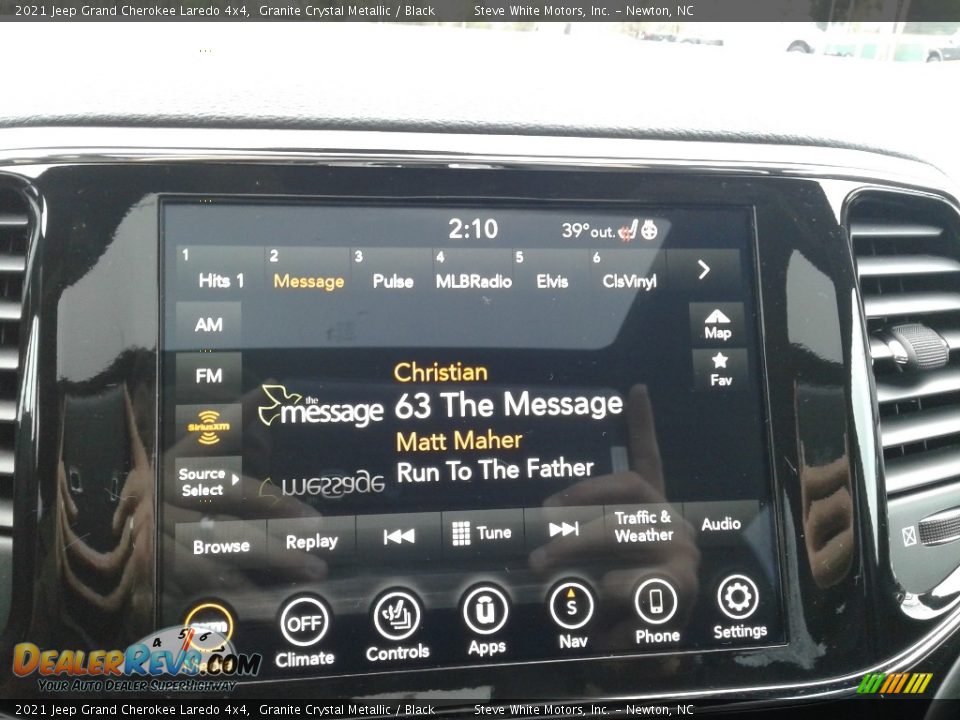 2021 Jeep Grand Cherokee Laredo 4x4, Granite Crystal Metallic / Black Steve White Motors, Inc. – Newton, NC
2:10 39°out.
1 2 3 4 5 6
Hits 1 Message Pulse MLBRadio Elvis ClsVinyl
AM
Map
FM
Fav
Christian
the message
63 The Message
SiriusXM
Matt Maher
Run To The Father
Source Select
message
Browse Replay Tune Traffic & Weather Audio
OFF
S
Climate Controls Apps Nav Phone Settings
4 5 6
DealerRevs.com
Your Auto Dealer SuperHighway
2021 Jeep Grand Cherokee Laredo 4x4, Granite Crystal Metallic / Black Steve White Motors, Inc. – Newton, NC